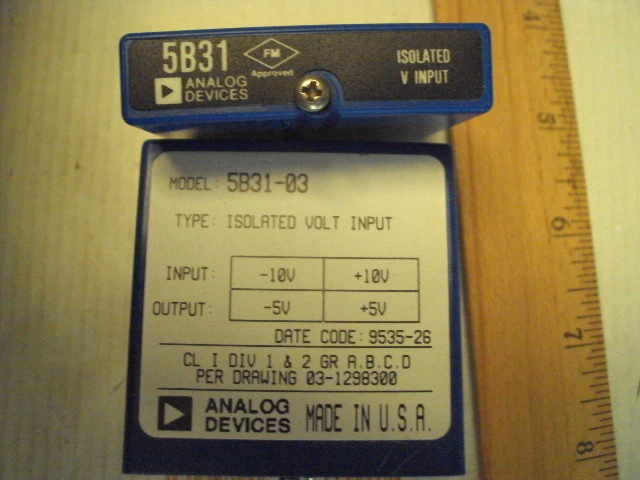 5B31
FM
Approved
ANALOG
DEVICES
ISOLATED
V INPUT
MODEL: 5B31-03
TYPE: ISOLATED VOLT INPUT
INPUT: -10V +10V
OUTPUT: -5V +5V
DATE CODE: 9535-26
CL I DIV 1 & 2 GR A.B.C.D
PER DRAWING 03-1298300
ANALOG
DEVICES
MADE IN U.S.A.
4
5
6
7
8